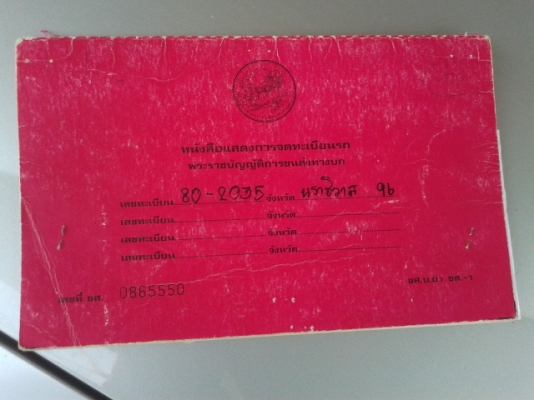 หนังสือแสดงการจดทะเบียนรถ
พระราชบัญญัติการขนส่งทางบก
เลขทะเบียน 80-2035 จังหวัด นราธิวาส 96
เลขทะเบียน จังหวัด
เลขทะเบียน จังหวัด
เลขทะเบียน จังหวัด
เลขที่ ขส. 0885550